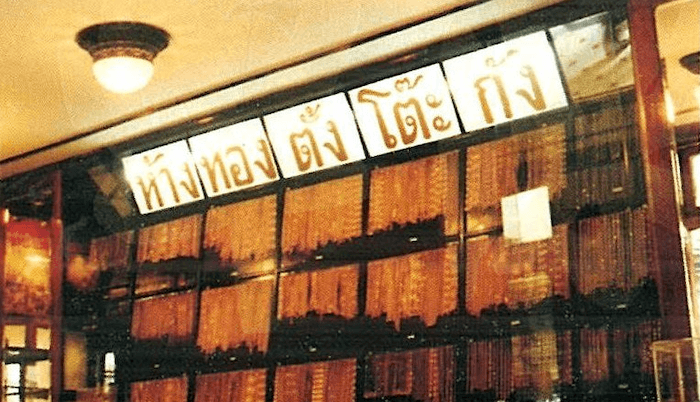 ห้าง ทอง ตั้ง โต๊ะ กัง